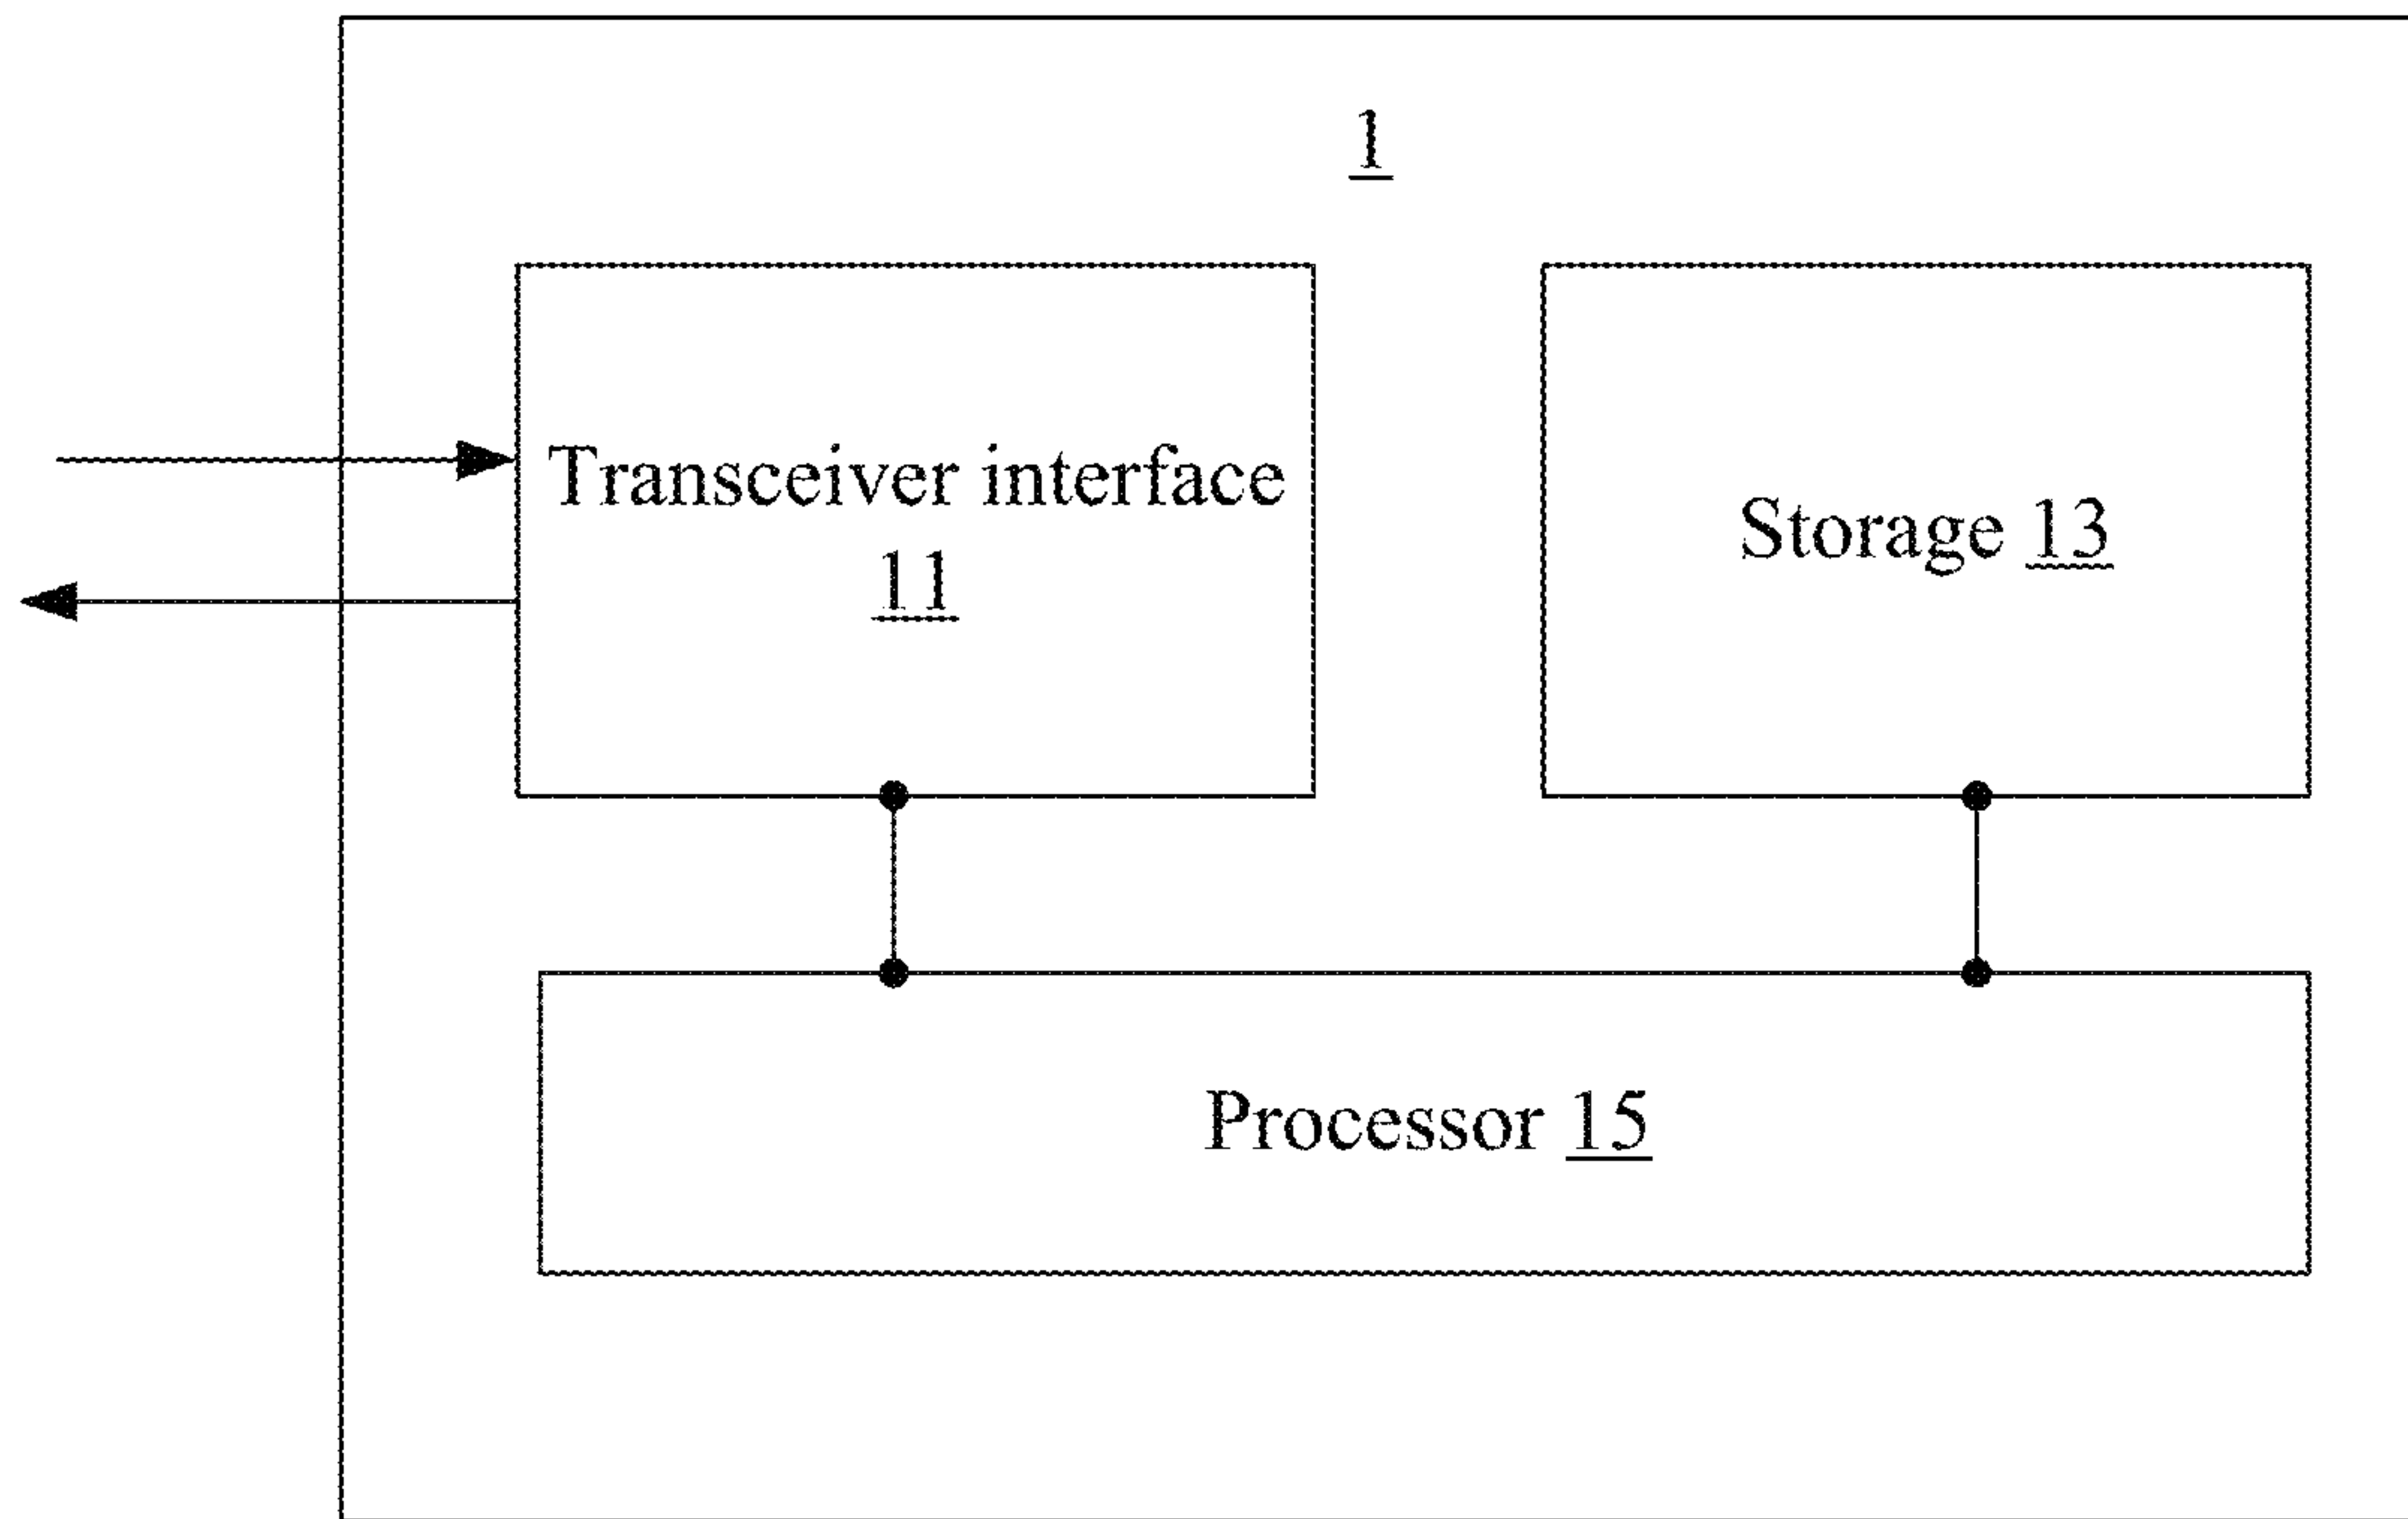 1
Transceiver interface
11
Storage 13
Processor 15